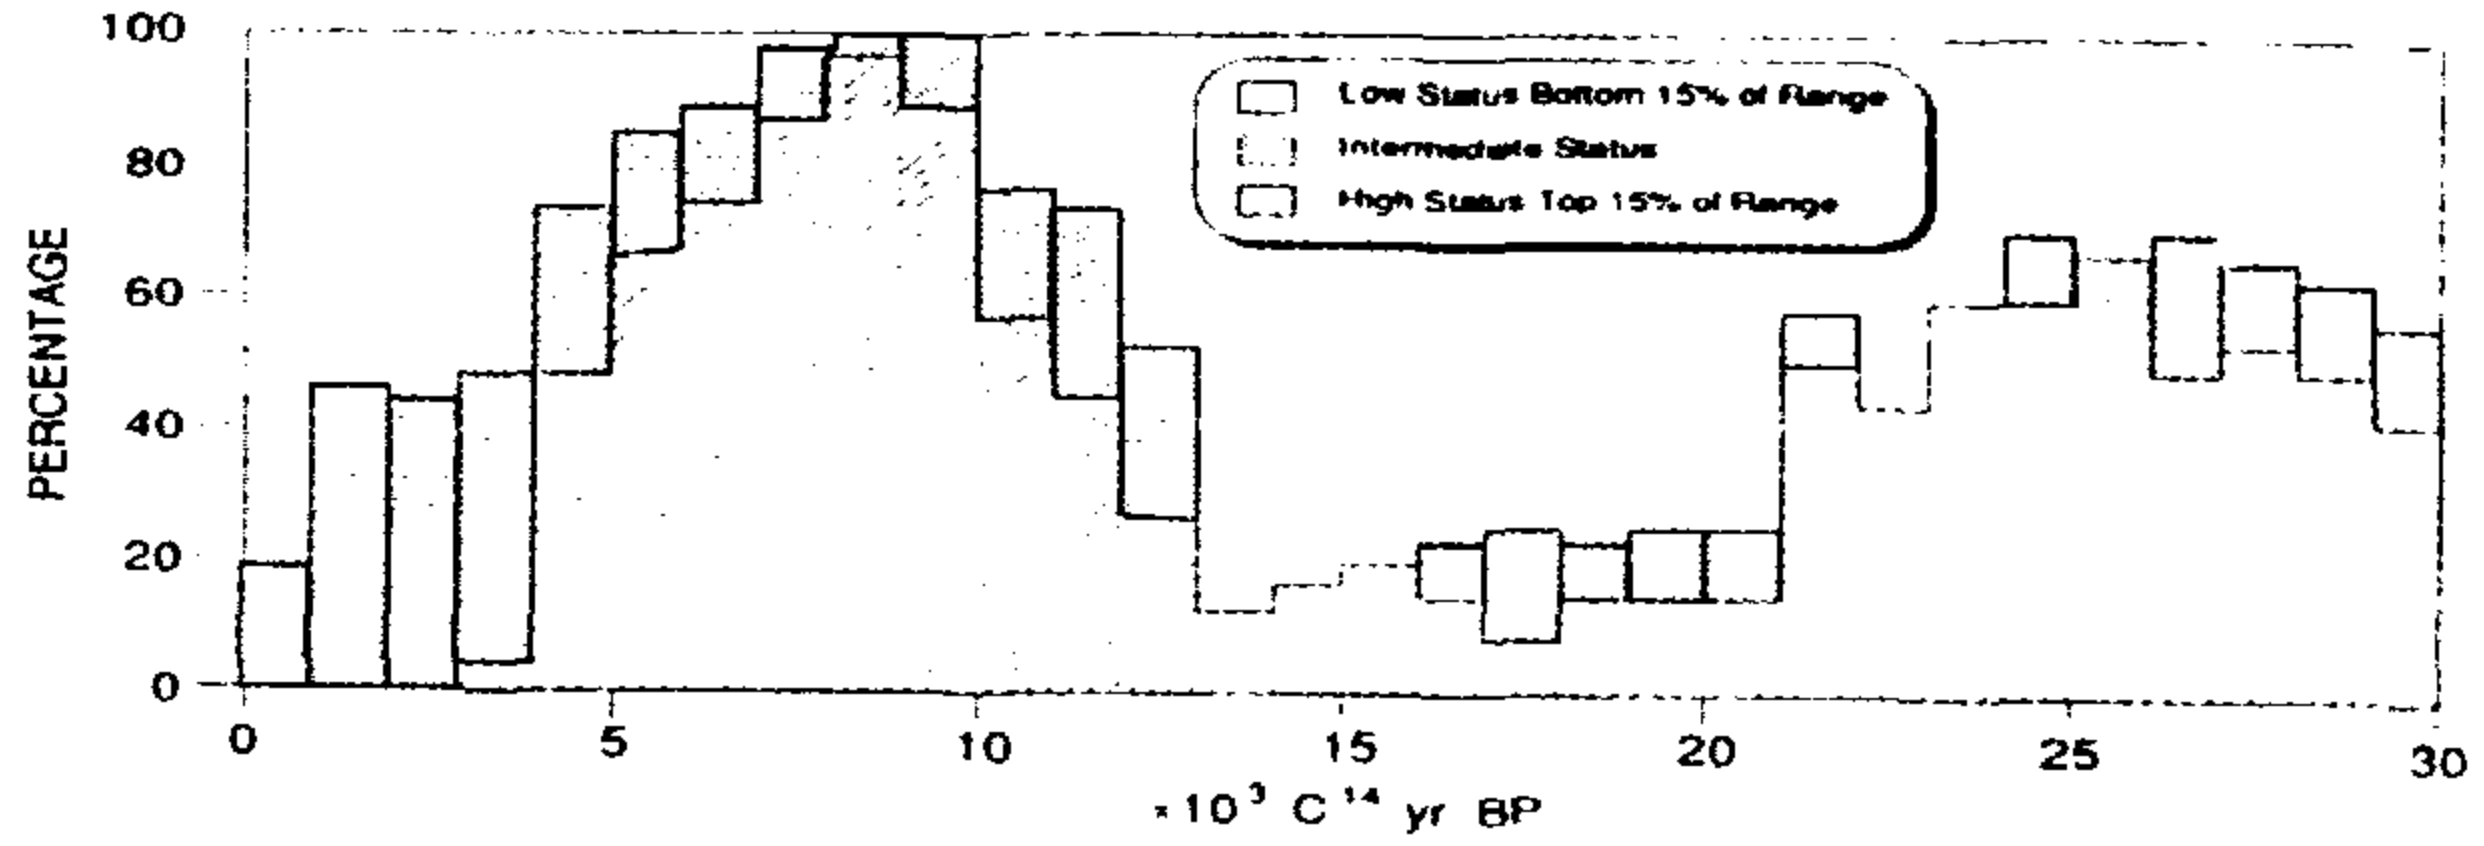 100
80
60
40
20
0
PERCENTAGE
Low Status Bottom 15% of Range
Intermediate Status
High Status Top 15% of Range
0 5 10 15 20 25 30
×10³ C¹⁴ yr BP